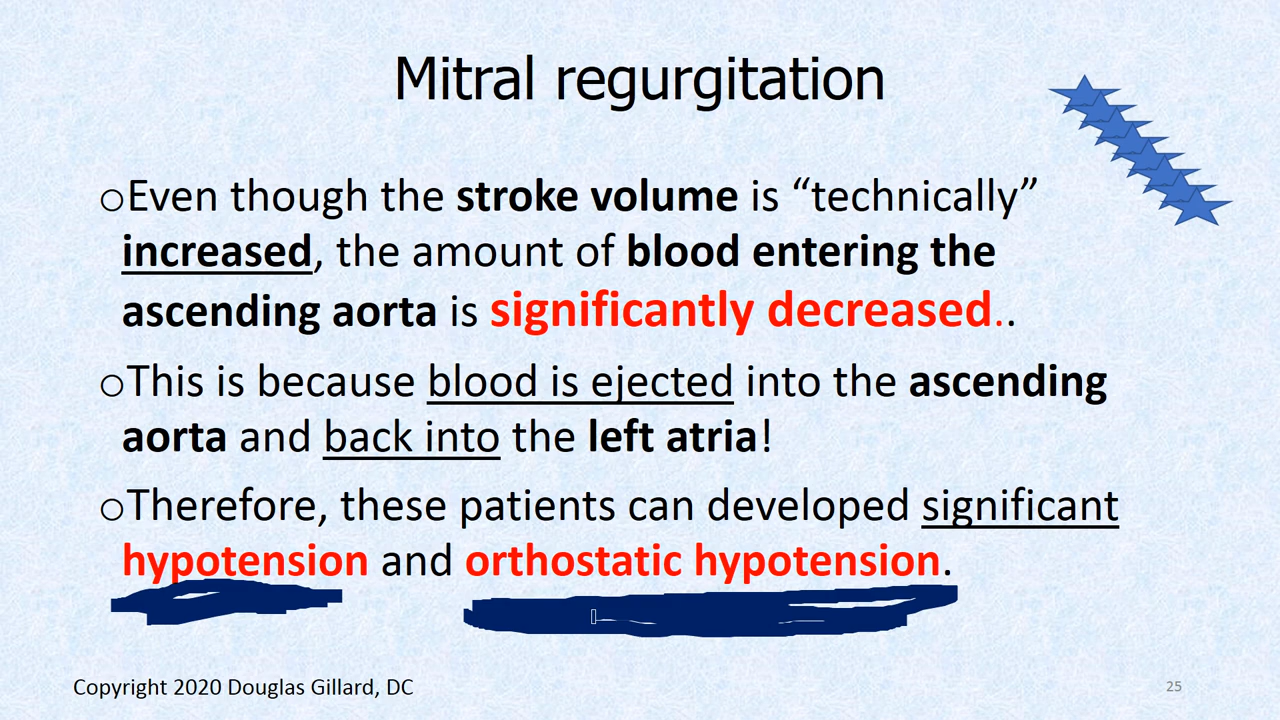 Mitral regurgitation
oEven though the stroke volume is “technically”
increased, the amount of blood entering the
ascending aorta is significantly decreased..
oThis is because blood is ejected into the ascending
aorta and back into the left atria!
oTherefore, these patients can developed significant
hypotension and orthostatic hypotension.
Copyright 2020 Douglas Gillard, DC
25